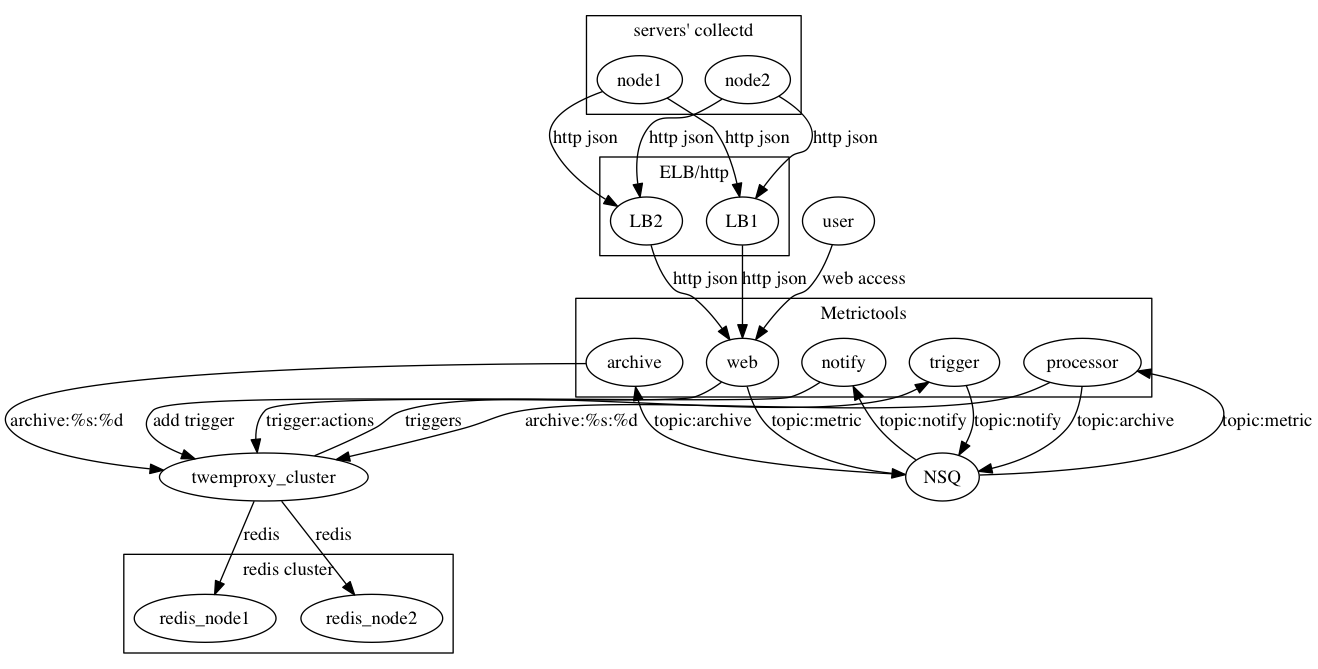 servers' collectd
node1
node2
http json
http json
http json
http json
ELB/http
LB2
LB1
user
http json
http json
web access
Metrictools
archive
web
notify
trigger
processor
archive:%s:%d
add trigger
trigger:actions
triggers
archive:%s:%d
topic:archive
topic:metric
topic:notify
topic:notify
topic:archive
topic:metric
twemproxy_cluster
NSQ
redis
redis
redis cluster
redis_node1
redis_node2